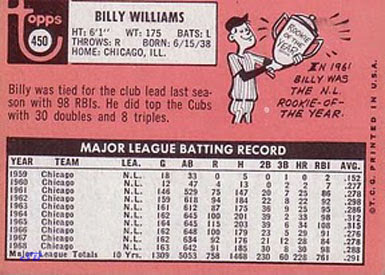 Topps
450
BILLY WILLIAMS
HT: 6'1" WT: 175 BATS: L
THROWS: R BORN: 6/15/38
HOME: CHICAGO, ILL.
ROOKIE OF THE YEAR
IN 1961
BILLY WAS
THE N.L.
ROOKIE-OF-
THE YEAR.
Billy was tied for the club lead last sea-
son with 98 RBIs. He did top the Cubs
with 30 doubles and 8 triples.
© T.C.G. PRINTED IN U.S.A.
MAJOR LEAGUE BATTING RECORD
YEAR TEAM LEA. G AB R H 2B 3B HR RBI AVG.
1959 Chicago N.L. 18 33 0 5 0 1 0 2 .152
1960 Chicago N.L. 12 47 4 13 0 2 2 7 .277
1961 Chicago N.L. 146 529 75 147 20 7 25 86 .278
1962 Chicago N.L. 159 618 94 184 22 8 22 92 .298
1963 Chicago N.L. 161 612 87 175 36 9 25 95 .286
1964 Chicago N.L. 162 645 100 201 39 2 33 98 .312
1965 Chicago N.L. 164 645 115 203 39 6 34 108 .315
1966 Chicago N.L. 162 648 100 179 23 5 29 91 .276
1967 Chicago N.L. 162 634 92 176 21 12 28 84 .278
1968 Chicago N.L. 163 642 91 185 30 8 30 98 .288
Major League Totals 10 Yrs. 1309 5053 758 1468 230 60 228 .291